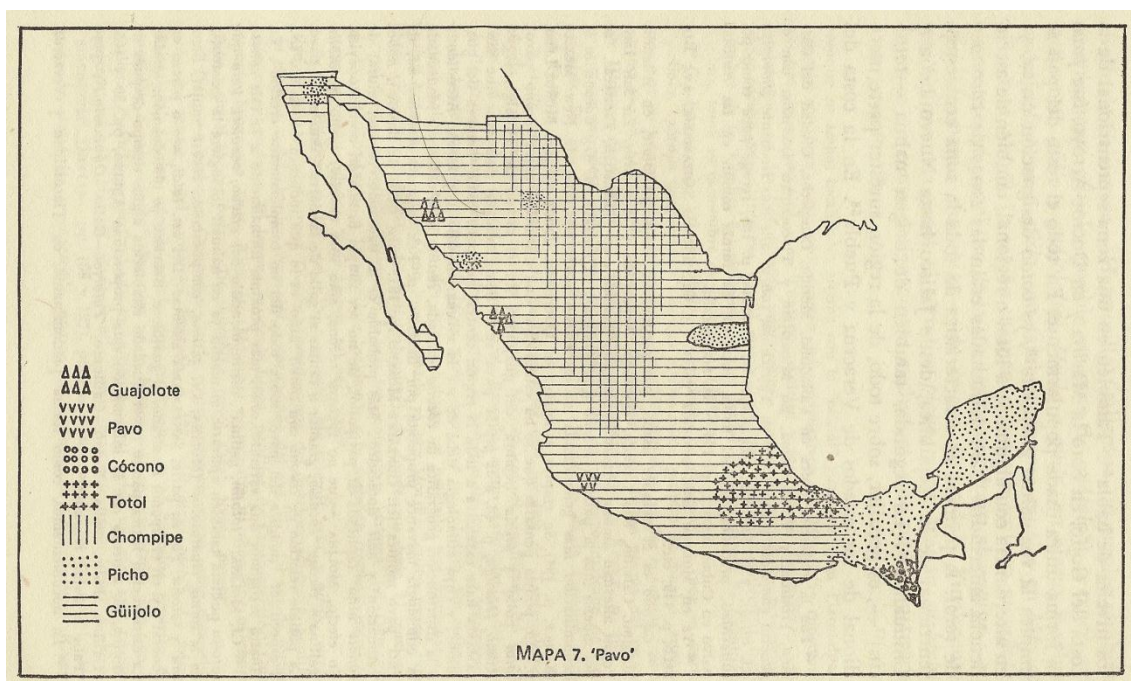 Guajolote
Pavo
Cócono
Totol
Chompipe
Picho
Güijolo
MAPA 7. 'Pavo'